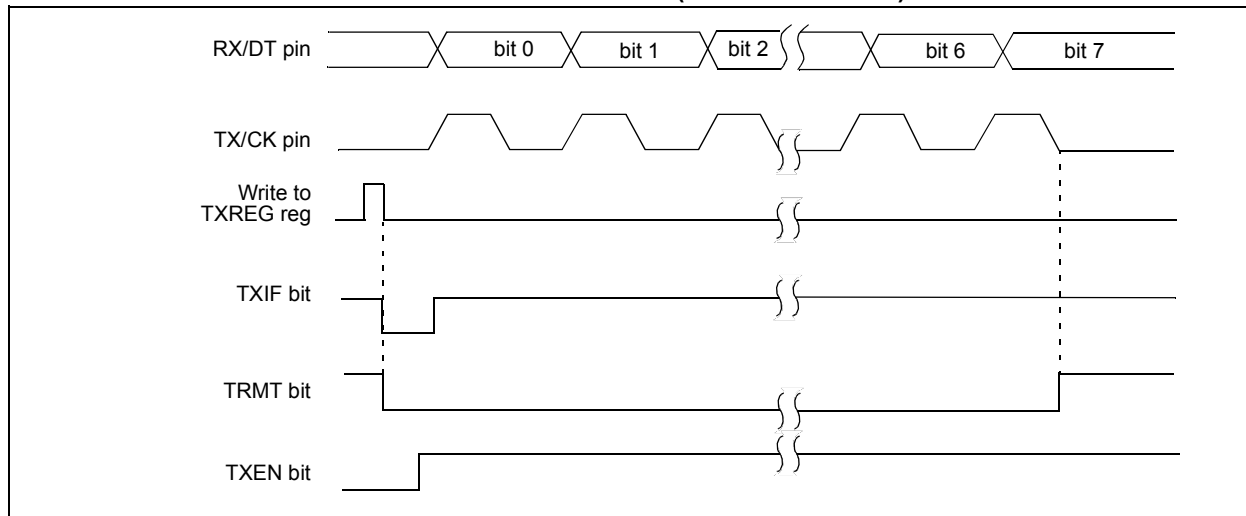 RX/DT pin
bit 0
bit 1
bit 2
bit 6
bit 7
TX/CK pin
Write to
TXREG reg
TXIF bit
TRMT bit
TXEN bit